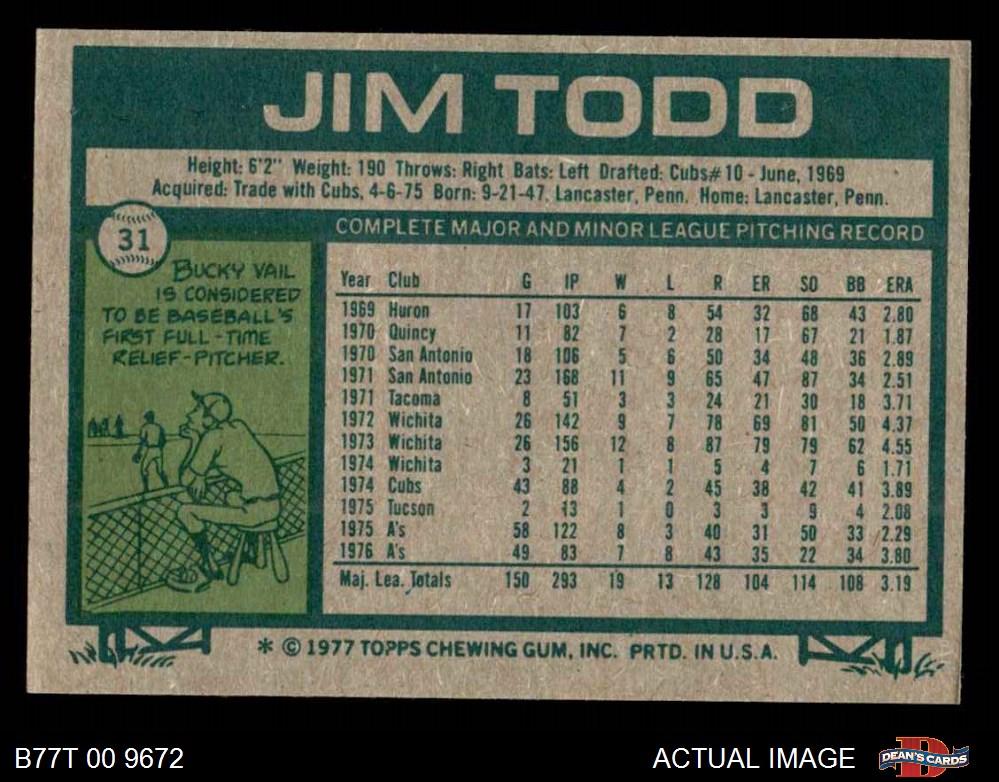 JIM TODD
Height: 6'2" Weight: 190 Throws: Right Bats: Left Drafted: Cubs#10 - June, 1969
Acquired: Trade with Cubs, 4-6-75 Born: 9-21-47, Lancaster, Penn. Home: Lancaster, Penn.
31
BUCKY VAIL
IS CONSIDERED
TO BE BASEBALL'S
FIRST FULL-TIME
RELIEF-PITCHER.
COMPLETE MAJOR AND MINOR LEAGUE PITCHING RECORD
Year Club G IP W L R ER SO BB ERA
1969 Huron 17 103 6 8 54 32 68 43 2.80
1970 Quincy 11 82 7 2 28 17 67 21 1.87
1970 San Antonio 18 106 5 6 50 34 48 36 2.89
1971 San Antonio 23 168 11 9 65 47 87 34 2.51
1971 Tacoma 8 51 3 3 24 21 30 18 3.71
1972 Wichita 26 142 9 7 78 69 81 50 4.37
1973 Wichita 26 156 12 8 87 79 79 62 4.55
1974 Wichita 3 21 1 1 5 4 7 6 1.71
1974 Cubs 43 88 4 2 45 38 42 41 3.89
1975 Tucson 2 13 1 0 3 3 9 4 2.08
1975 A's 58 122 8 3 40 31 50 33 2.29
1976 A's 49 83 7 8 43 35 22 34 3.80
Maj. Lea. Totals 150 293 19 13 128 104 114 108 3.19
* © 1977 TOPPS CHEWING GUM, INC. PRTD. IN U.S.A.
B77T 00 9672
ACTUAL IMAGE
DEAN'S CARDS